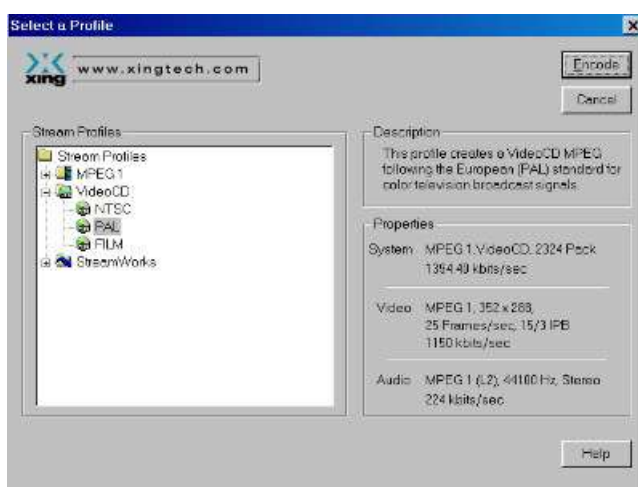 Select a Profile
xing
www.xingtech.com
Encode
Cancel
Stream Profiles
Stream Profiles
MPEG1
VideoCD
NTSC
PAL
FILM
StreamWorks
Description
This profile creates a VideoCD MPEG
following the European (PAL) standard for
color television broadcast signals.
Properties
System MPEG 1.VideoCD. 2324 Pack
1394.40 kbits/sec
Video MPEG 1, 352 x 288,
25 Frames/sec, 15/3 IPB
1150 kbits/sec
Audio MPEG 1 (L2), 44100 Hz, Stereo
224 kbits/sec
Help